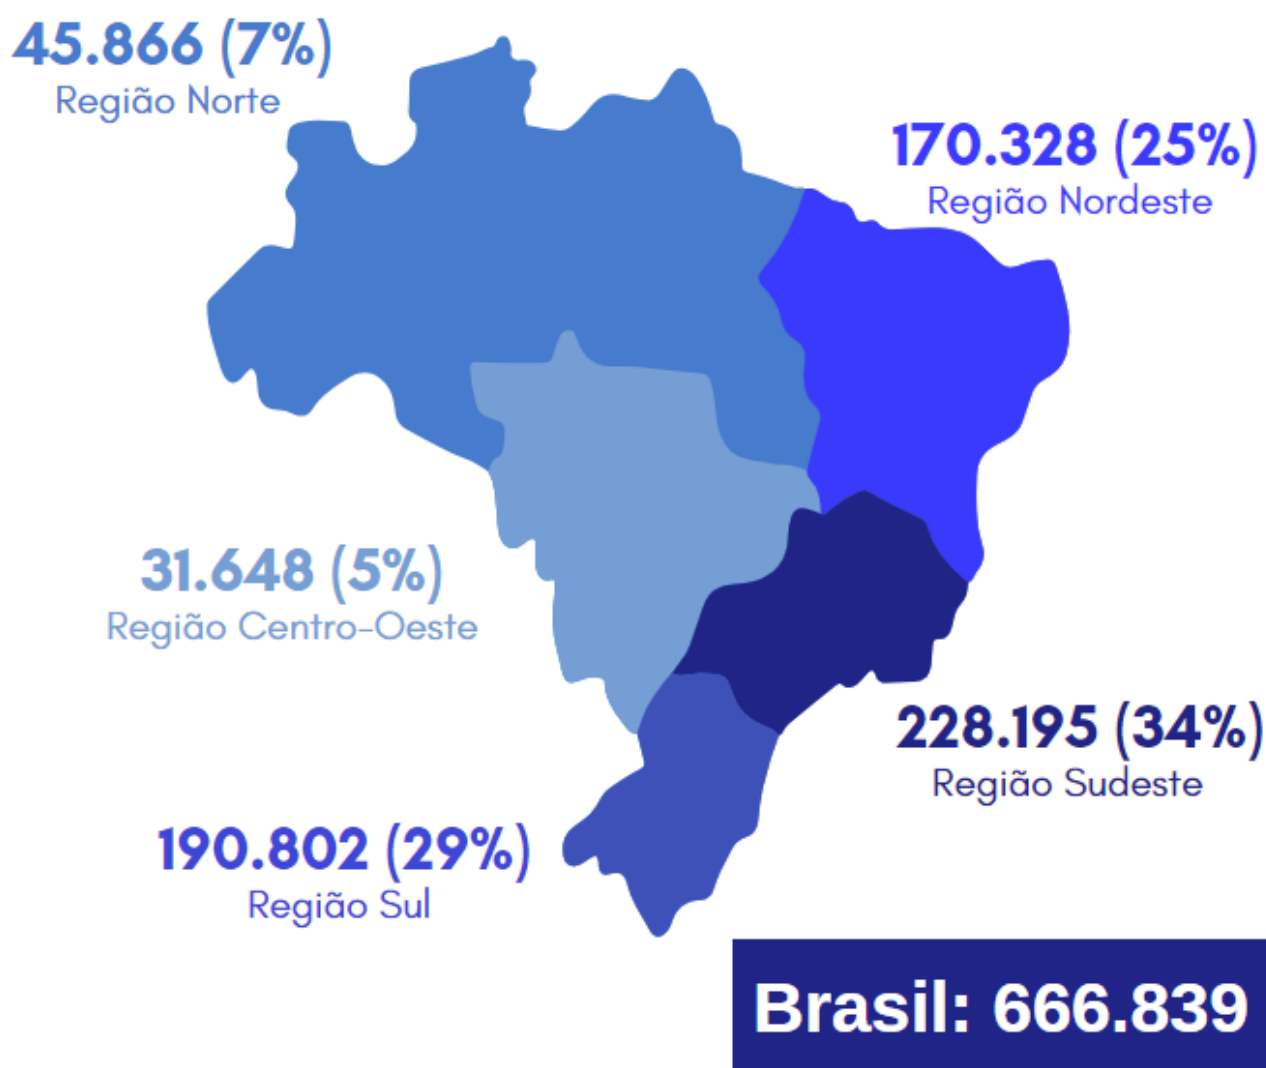 45.866 (7%)
Região Norte
170.328 (25%)
Região Nordeste
31.648 (5%)
Região Centro-Oeste
228.195 (34%)
Região Sudeste
190.802 (29%)
Região Sul
Brasil: 666.839